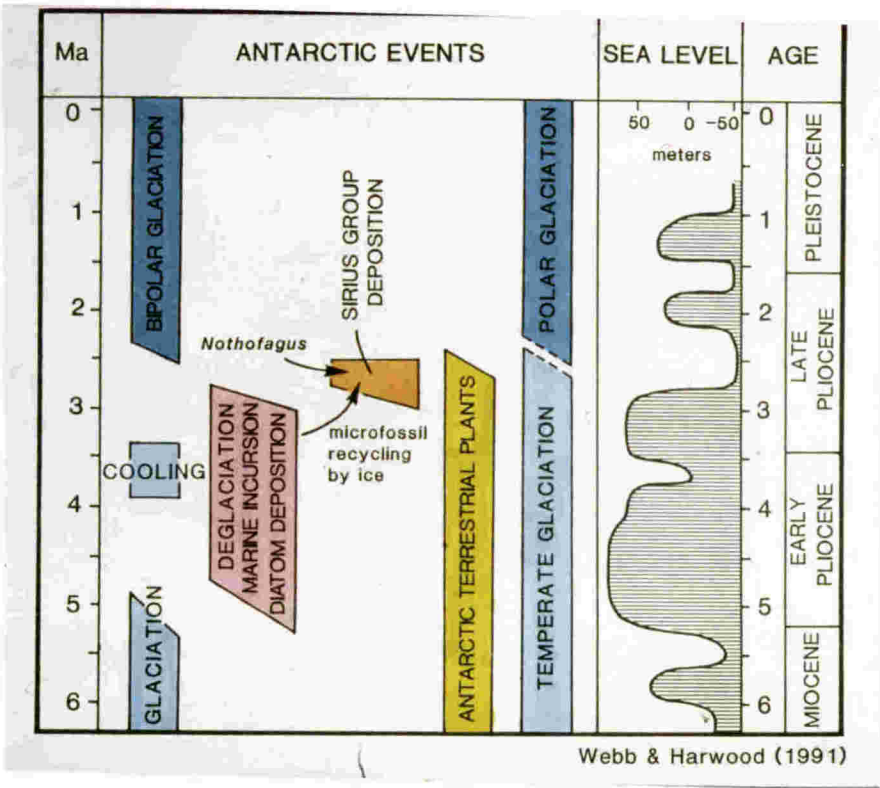 Ma
ANTARCTIC EVENTS
SEA LEVEL
AGE
0
1
2
3
4
5
6
BIPOLAR GLACIATION
COOLING
GLACIATION
DEGLACIATION
MARINE INCURSION
DIATOM DEPOSITION
Nothofagus
SIRIUS GROUP
DEPOSITION
microfossil
recycling
by ice
ANTARCTIC TERRESTRIAL PLANTS
POLAR GLACIATION
TEMPERATE GLACIATION
50 0 -50
meters
0
1
2
3
4
5
6
PLEISTOCENE
LATE
PLIOCENE
EARLY
PLIOCENE
MIOCENE
Webb & Harwood (1991)